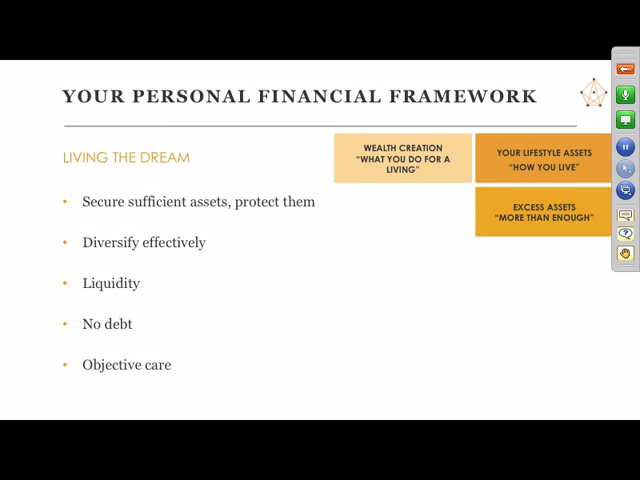 YOUR PERSONAL FINANCIAL FRAMEWORK
LIVING THE DREAM
• Secure sufficient assets, protect them
• Diversify effectively
• Liquidity
• No debt
• Objective care
WEALTH CREATION
“WHAT YOU DO FOR A
LIVING”
YOUR LIFESTYLE ASSETS
“HOW YOU LIVE”
EXCESS ASSETS
“MORE THAN ENOUGH”